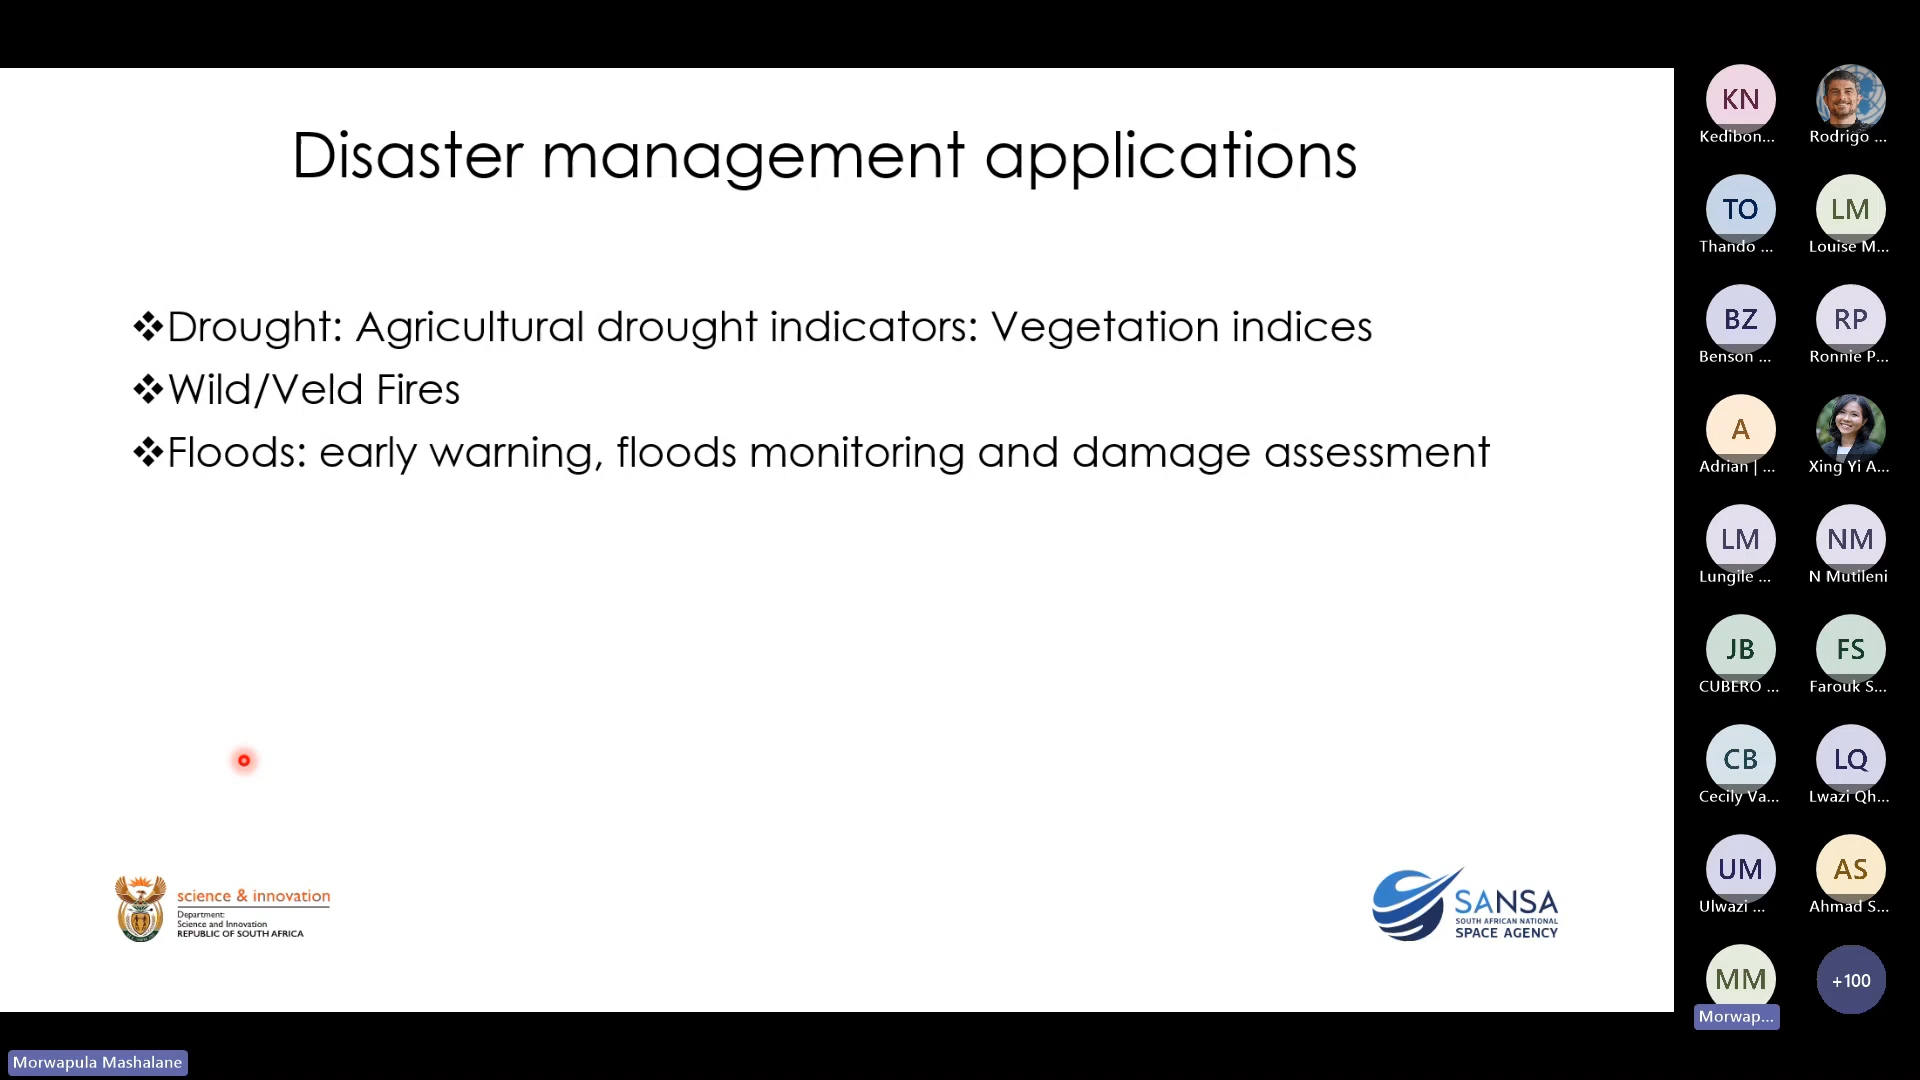 Disaster management applications
❖Drought: Agricultural drought indicators: Vegetation indices
❖Wild/Veld Fires
❖Floods: early warning, floods monitoring and damage assessment
science & innovation
Department:
Science and Innovation
REPUBLIC OF SOUTH AFRICA
SANSA
SOUTH AFRICAN NATIONAL
SPACE AGENCY
KN
Kedibon...
Rodrigo ...
TO
Thando ...
LM
Louise M...
BZ
Benson ...
RP
Ronnie P...
A
Adrian | ...
Xing Yi A...
LM
Lungile ...
NM
N Mutileni
JB
CUBERO ...
FS
Farouk S...
CB
Cecily Va...
LQ
Lwazi Qh...
UM
Ulwazi ...
AS
Ahmad S...
MM
Morwap...
+100
Morwapula Mashalane